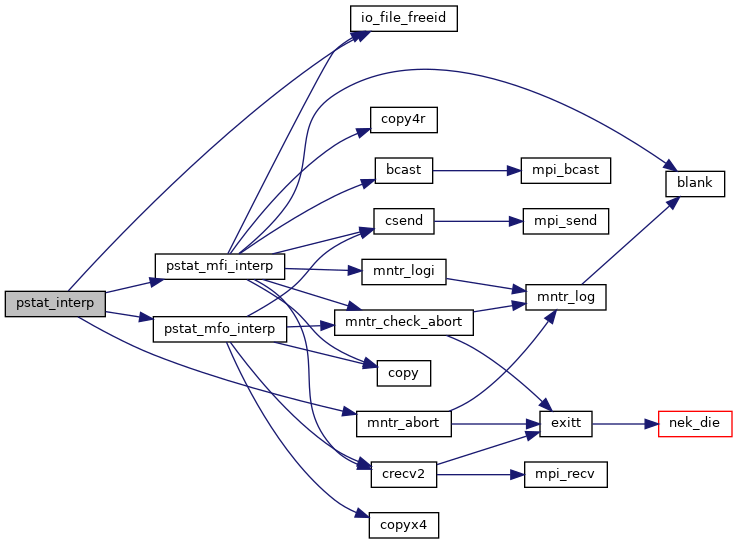 io_file_freeid
copy4r
bcast
mpi_bcast
blank
csend
mpi_send
pstat_mfi_interp
mntr_logi
pstat_interp
mntr_log
pstat_mfo_interp
mntr_check_abort
copy
mntr_abort
exitt
nek_die
crecv2
mpi_recv
copyx4